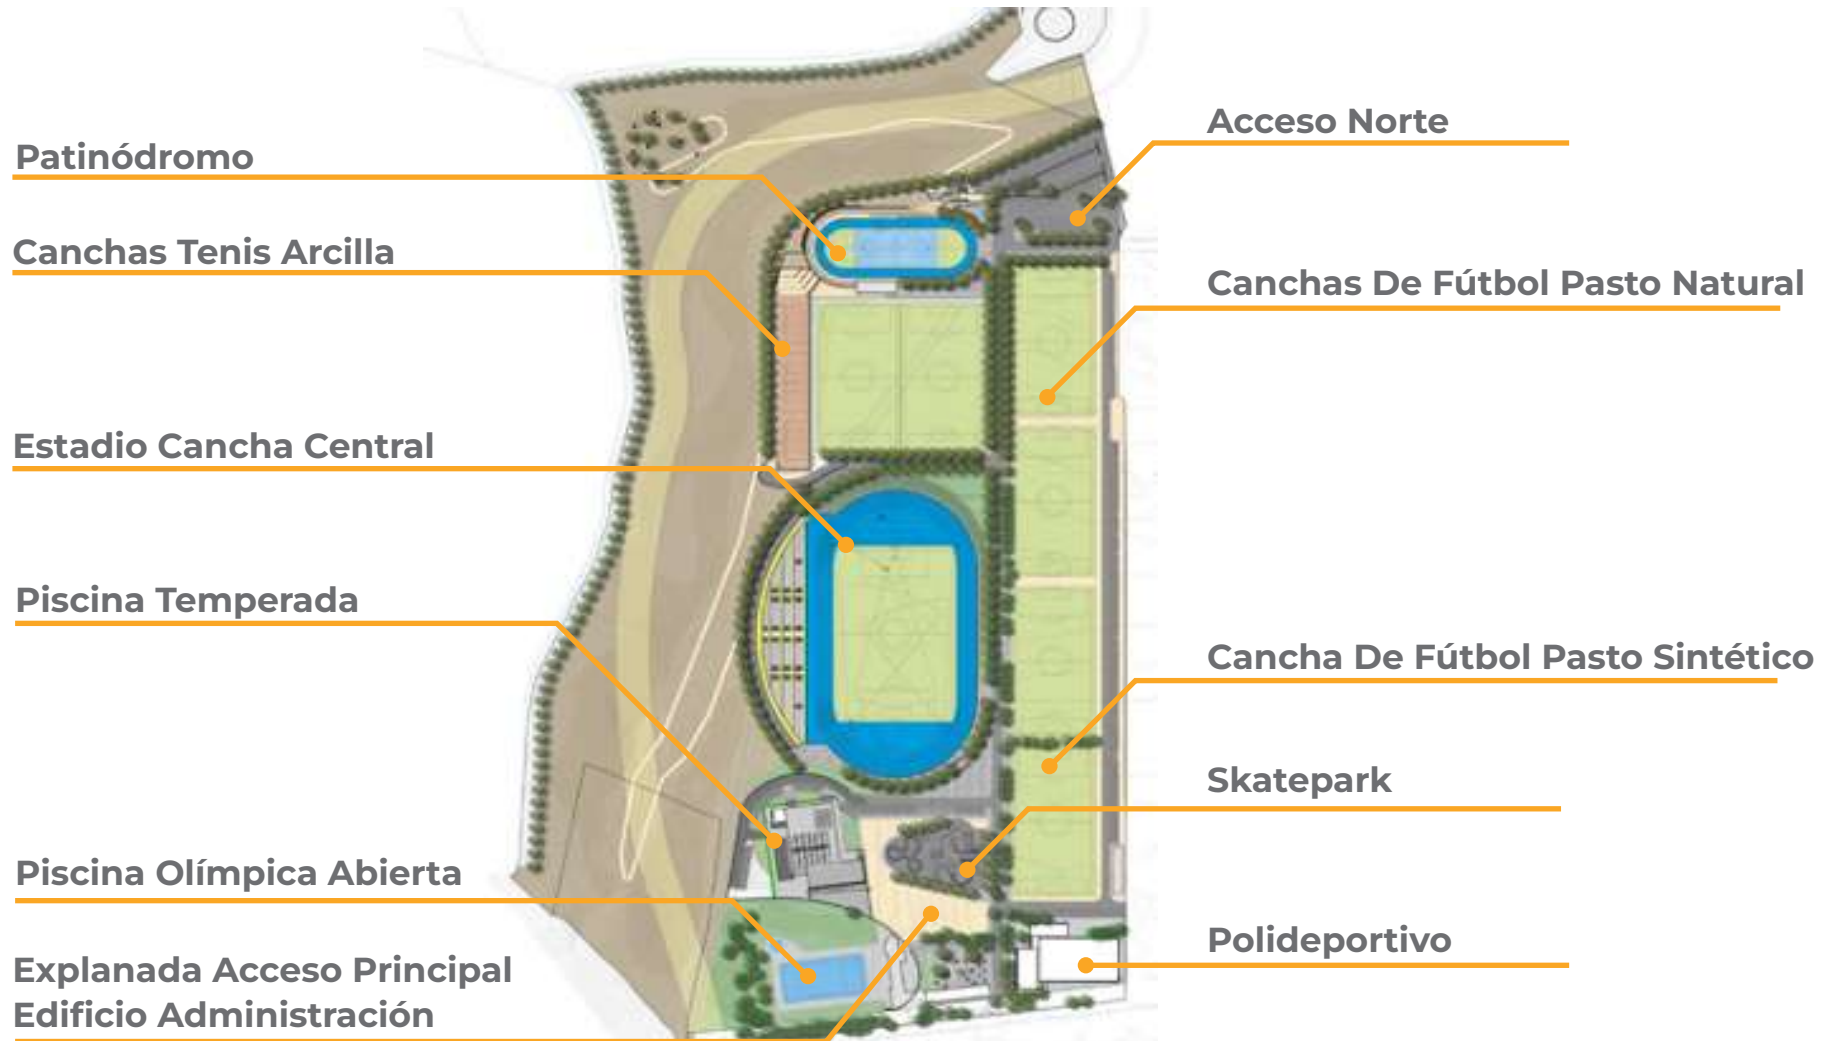 Patinódromo
Canchas Tenis Arcilla
Estadio Cancha Central
Piscina Temperada
Piscina Olímpica Abierta
Explanada Acceso Principal
Edificio Administración
Acceso Norte
Canchas De Fútbol Pasto Natural
Cancha De Fútbol Pasto Sintético
Skatepark
Polideportivo